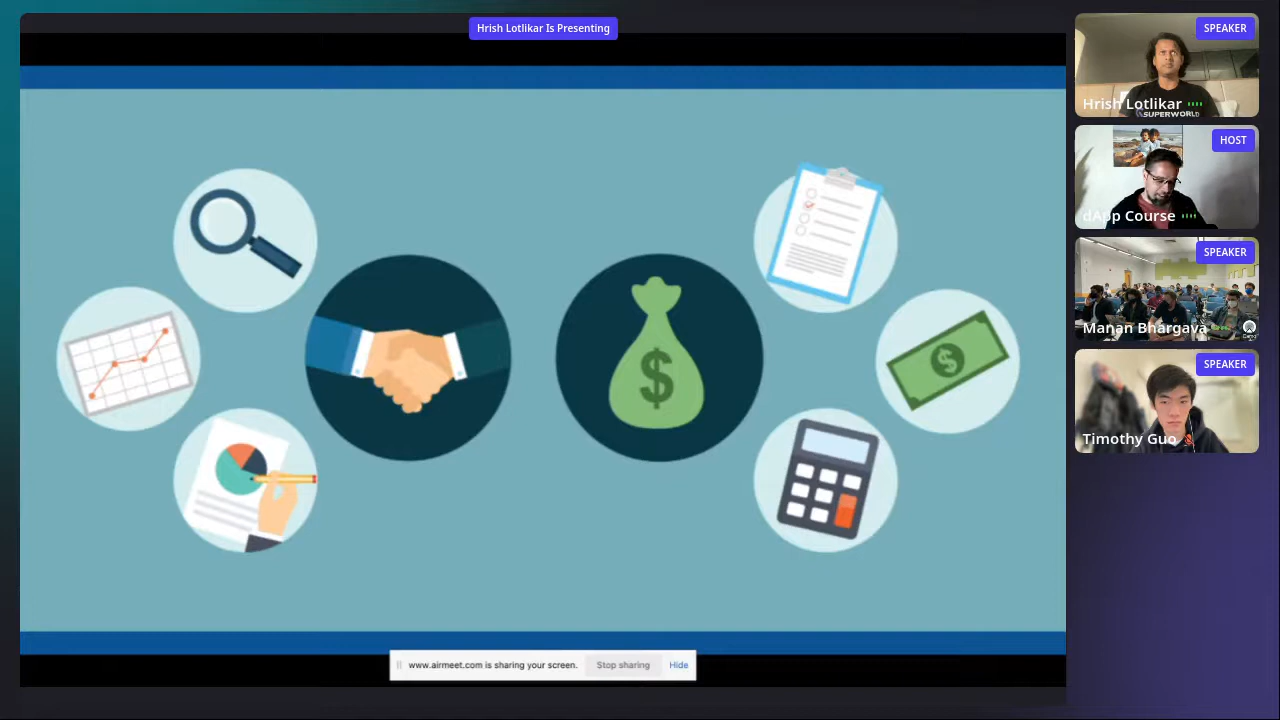 Hrish Lotlikar Is Presenting
SPEAKER
Hrish Lotlikar
SUPERWORLD
HOST
dApp Course
SPEAKER
Manan Bhargava
SPEAKER
Timothy Guo
$
$
www.airmeet.com is sharing your screen.
Stop sharing
Hide